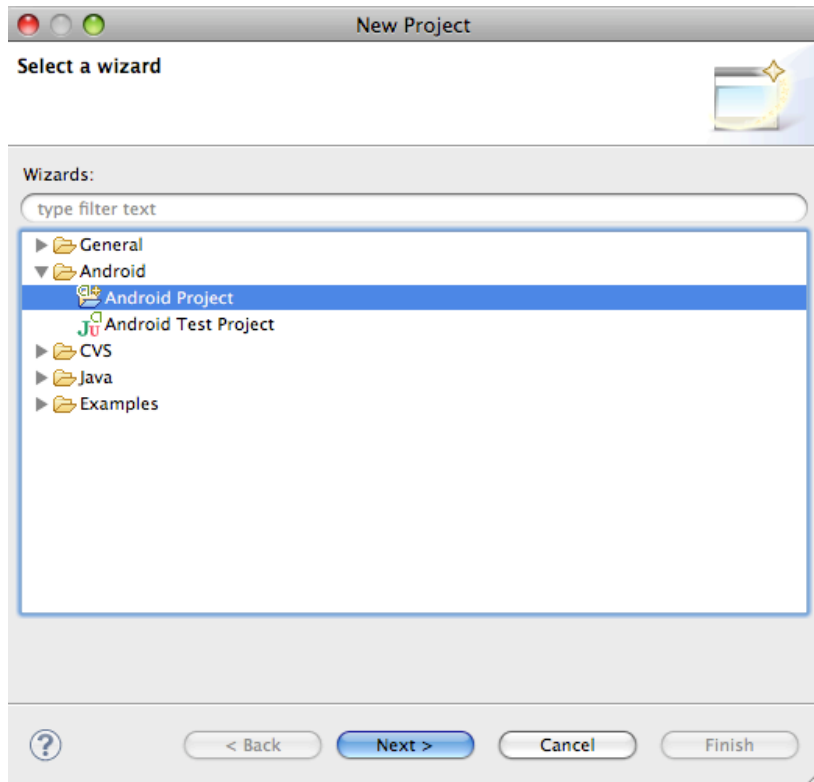 New Project
Select a wizard
Wizards:
type filter text
General
Android
Android Project
Android Test Project
CVS
Java
Examples
?
< Back
Next >
Cancel
Finish